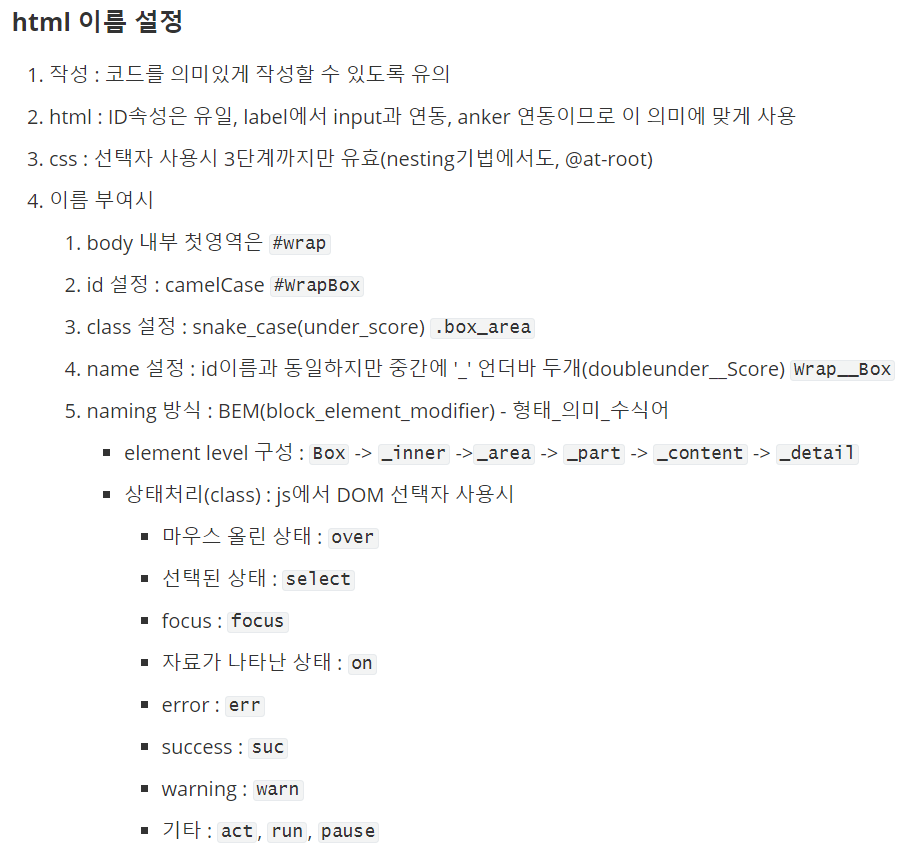 html 이름 설정
1. 작성 : 코드를 의미있게 작성할 수 있도록 유의
2. html : ID속성은 유일, label에서 input과 연동, anker 연동이므로 이 의미에 맞게 사용
3. css : 선택자 사용시 3단계까지만 유효(nesting기법에서도, @at-root)
4. 이름 부여시
1. body 내부 첫영역은 #wrap
2. id 설정 : camelCase #WrapBox
3. class 설정 : snake_case(under_score) .box_area
4. name 설정 : id이름과 동일하지만 중간에 '_' 언더바 두개(doubleunder__Score) Wrap__Box
5. naming 방식 : BEM(block_element_modifier) - 형태_의미_수식어
▪ element level 구성 : Box -> _inner ->_area -> _part -> _content -> _detail
▪ 상태처리(class) : js에서 DOM 선택자 사용시
▪ 마우스 올린 상태 : over
▪ 선택된 상태 : select
▪ focus : focus
▪ 자료가 나타난 상태 : on
▪ error : err
▪ success : suc
▪ warning : warn
▪ 기타 : act, run, pause